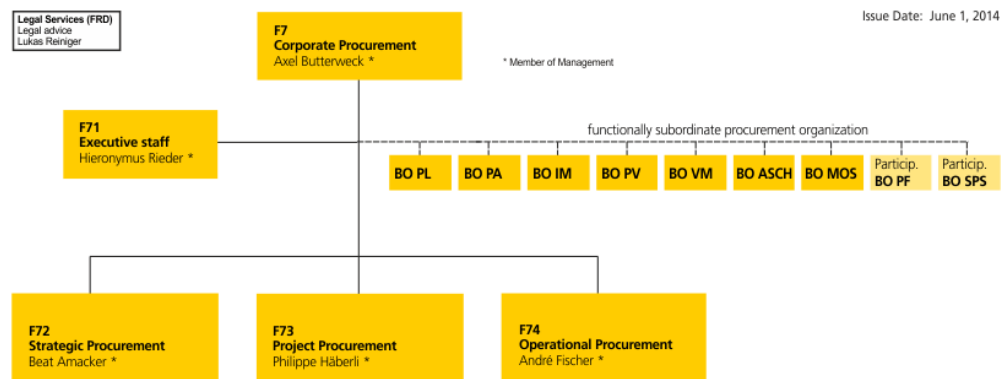 Legal Services (FRD)
Legal advice
Lukas Reiniger
F7
Corporate Procurement
Axel Butterweck *
* Member of Management
Issue Date: June 1, 2014
F71
Executive staff
Hieronymus Rieder *
functionally subordinate procurement organization
BO PL
BO PA
BO IM
BO PV
BO VM
BO ASCH
BO MOS
Particip.
BO PF
Particip.
BO SPS
F72
Strategic Procurement
Beat Amacker *
F73
Project Procurement
Philippe Häberli *
F74
Operational Procurement
André Fischer *